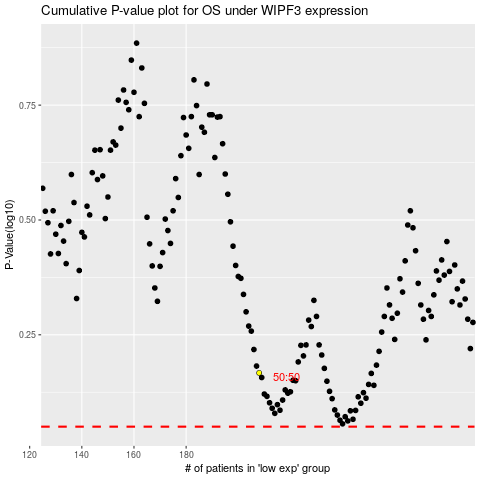 Cumulative P-value plot for OS under WIPF3 expression
P-Value(log10)
0.75
0.50
0.25
50:50
120 140 160 180
# of patients in 'low exp' group